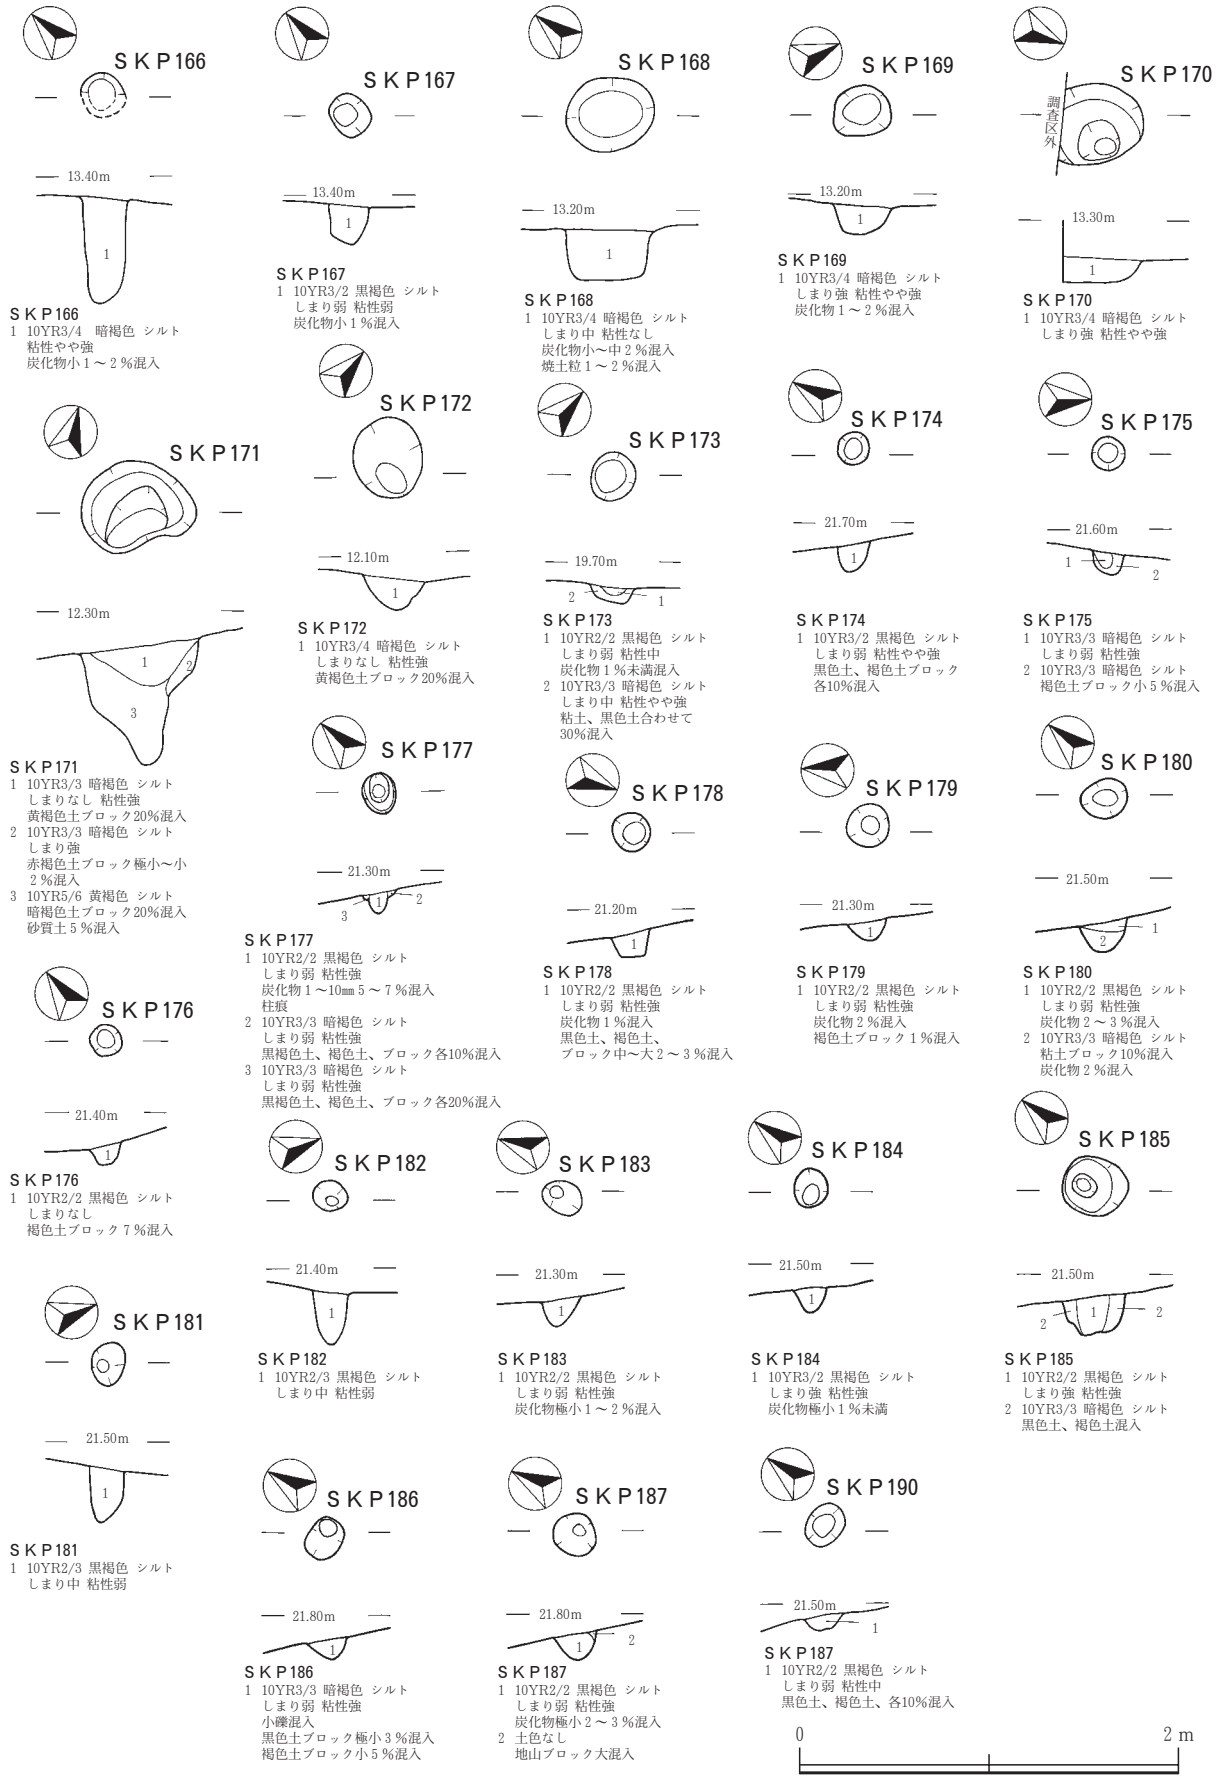 SKP166
13.40m
1
SKP166
1 10YR3/4 暗褐色 シルト
粘性やや強
炭化物小1～2%混入
SKP167
13.40m
1
SKP167
1 10YR3/2 黒褐色 シルト
しまり弱 粘性弱
炭化物小1%混入
SKP168
13.20m
1
SKP168
1 10YR3/4 暗褐色 シルト
しまり中 粘性なし
炭化物小～中2%混入
焼土粒1～2%混入
SKP169
13.20m
1
SKP169
1 10YR3/4 暗褐色 シルト
しまり強 粘性やや強
炭化物1～2%混入
SKP170
調査区外
13.30m
1
SKP170
1 10YR3/4 暗褐色 シルト
しまり強 粘性やや強
SKP171
12.30m
1
2
3
SKP171
1 10YR3/3 暗褐色 シルト
しまりなし 粘性強
黄褐色土ブロック20%混入
2 10YR3/3 暗褐色 シルト
しまり強
赤褐色土ブロック極小～小
2%混入
3 10YR5/6 黄褐色 シルト
暗褐色土ブロック20%混入
砂質土5%混入
SKP172
12.10m
1
SKP172
1 10YR3/4 暗褐色 シルト
しまりなし 粘性強
黄褐色土ブロック20%混入
SKP173
19.70m
2
1
SKP173
1 10YR2/2 黒褐色 シルト
しまり弱 粘性中
炭化物1%未満混入
2 10YR3/3 暗褐色 シルト
しまり中 粘性やや強
粘土、黒色土合わせて
30%混入
SKP174
21.70m
1
SKP174
1 10YR3/2 黒褐色 シルト
しまり弱 粘性やや強
黒色土、褐色土ブロック
各10%混入
SKP175
21.60m
1
2
SKP175
1 10YR3/3 暗褐色 シルト
しまり弱 粘性強
2 10YR3/3 暗褐色 シルト
褐色土ブロック小5%混入
SKP176
21.40m
1
SKP176
1 10YR2/2 黒褐色 シルト
しまりなし
褐色土ブロック7%混入
SKP177
21.30m
3
1
2
SKP177
1 10YR2/2 黒褐色 シルト
しまり弱 粘性強
炭化物1～10㎜5～7%混入
柱痕
2 10YR3/3 暗褐色 シルト
しまり弱 粘性強
黒褐色土、褐色土、ブロック各10%混入
3 10YR3/3 暗褐色 シルト
しまり弱 粘性強
黒褐色土、褐色土、ブロック各20%混入
SKP178
21.20m
1
SKP178
1 10YR2/2 黒褐色 シルト
しまり弱 粘性強
炭化物1%混入
黒色土、褐色土、
ブロック中～大2～3%混入
SKP179
21.30m
1
SKP179
1 10YR2/2 黒褐色 シルト
しまり弱 粘性強
炭化物2%混入
褐色土ブロック1%混入
SKP180
21.50m
1
2
SKP180
1 10YR2/2 黒褐色 シルト
しまり弱 粘性強
炭化物2～3%混入
2 10YR3/3 暗褐色 シルト
粘土ブロック10%混入
炭化物2%混入
SKP181
21.50m
1
SKP181
1 10YR2/3 黒褐色 シルト
しまり中 粘性弱
SKP182
21.40m
1
SKP182
1 10YR2/3 黒褐色 シルト
しまり中 粘性弱
SKP183
21.30m
1
SKP183
1 10YR2/2 黒褐色 シルト
しまり弱 粘性強
炭化物極小1～2%混入
SKP184
21.50m
1
SKP184
1 10YR3/2 黒褐色 シルト
しまり強 粘性強
炭化物極小1%未満
SKP185
21.50m
2
1
2
SKP185
1 10YR2/2 黒褐色 シルト
しまり強 粘性強
2 10YR3/3 暗褐色 シルト
黒色土、褐色土混入
SKP186
21.80m
1
SKP186
1 10YR3/3 暗褐色 シルト
しまり弱 粘性強
小礫混入
黒色土ブロック極小3%混入
褐色土ブロック小5%混入
SKP187
21.80m
1
2
SKP187
1 10YR2/2 黒褐色 シルト
しまり弱 粘性強
炭化物極小2～3%混入
2 土色なし
地山ブロック大混入
SKP190
21.50m
1
SKP187
1 10YR2/2 黒褐色 シルト
しまり弱 粘性中
黒色土、褐色土、各10%混入
0
2m